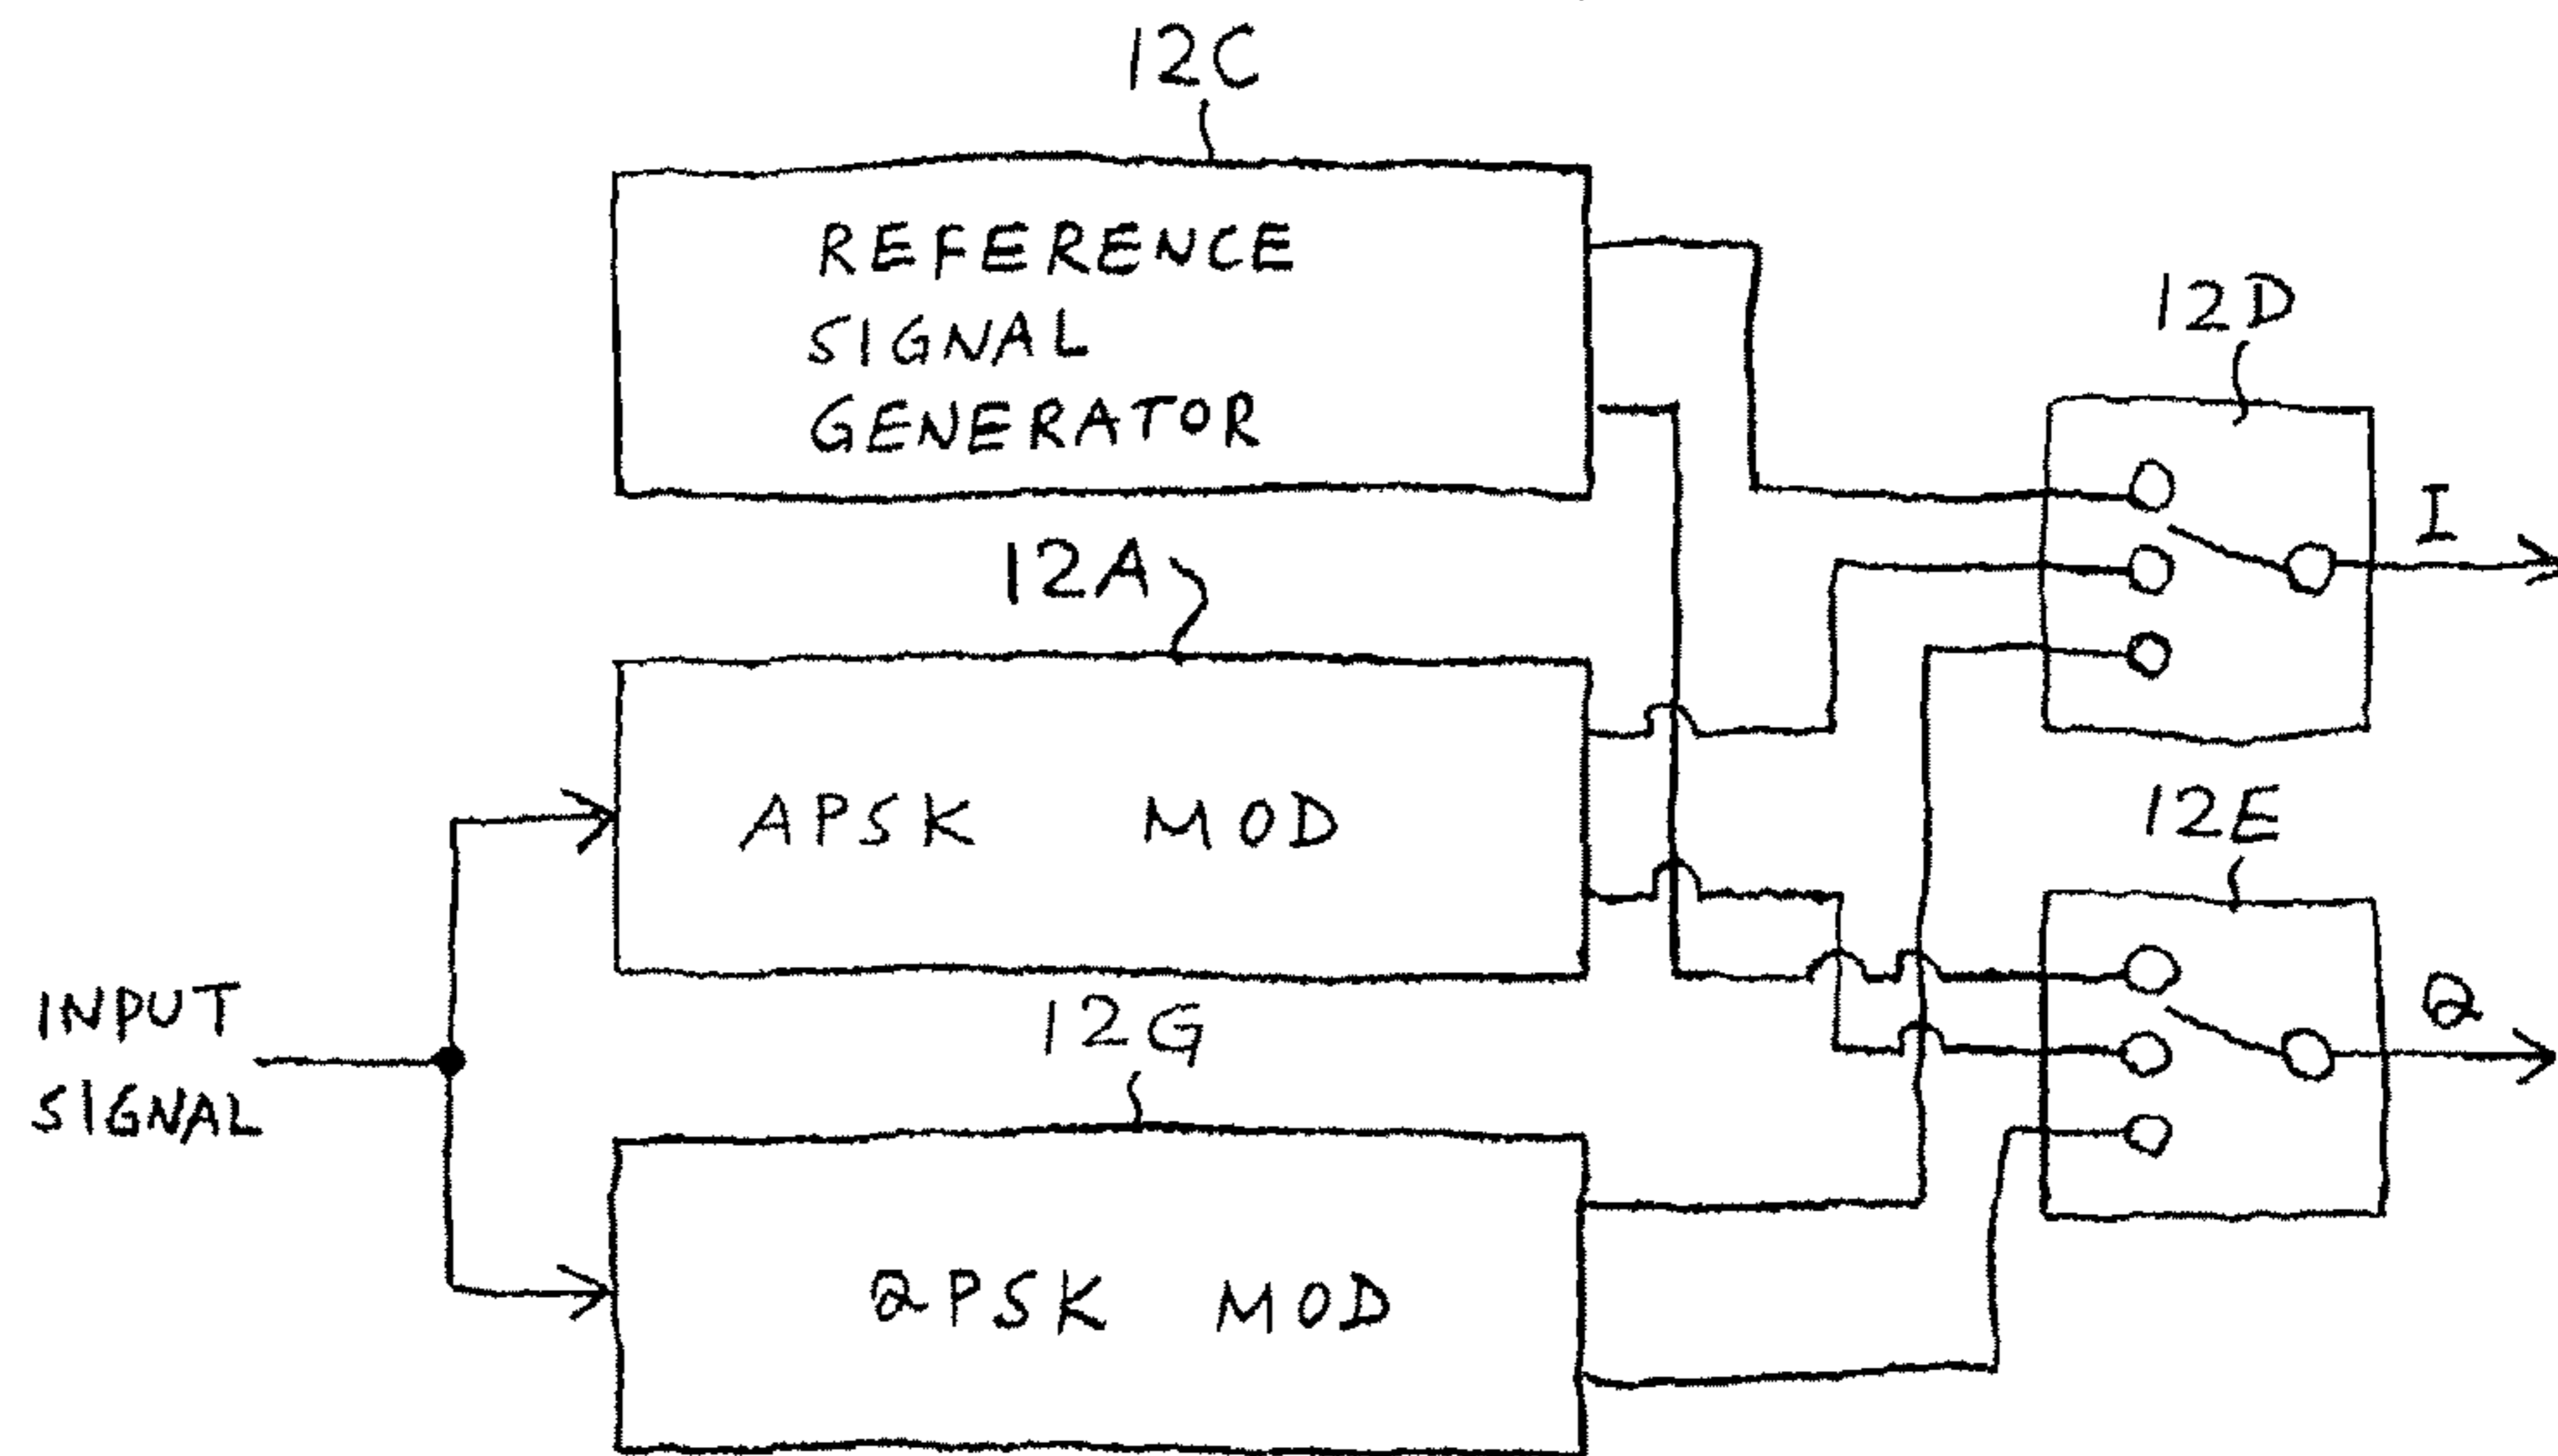 12C
REFERENCE
SIGNAL
GENERATOR
12D
I
12A
APSK MOD
12E
Q
INPUT
SIGNAL
12G
QPSK MOD